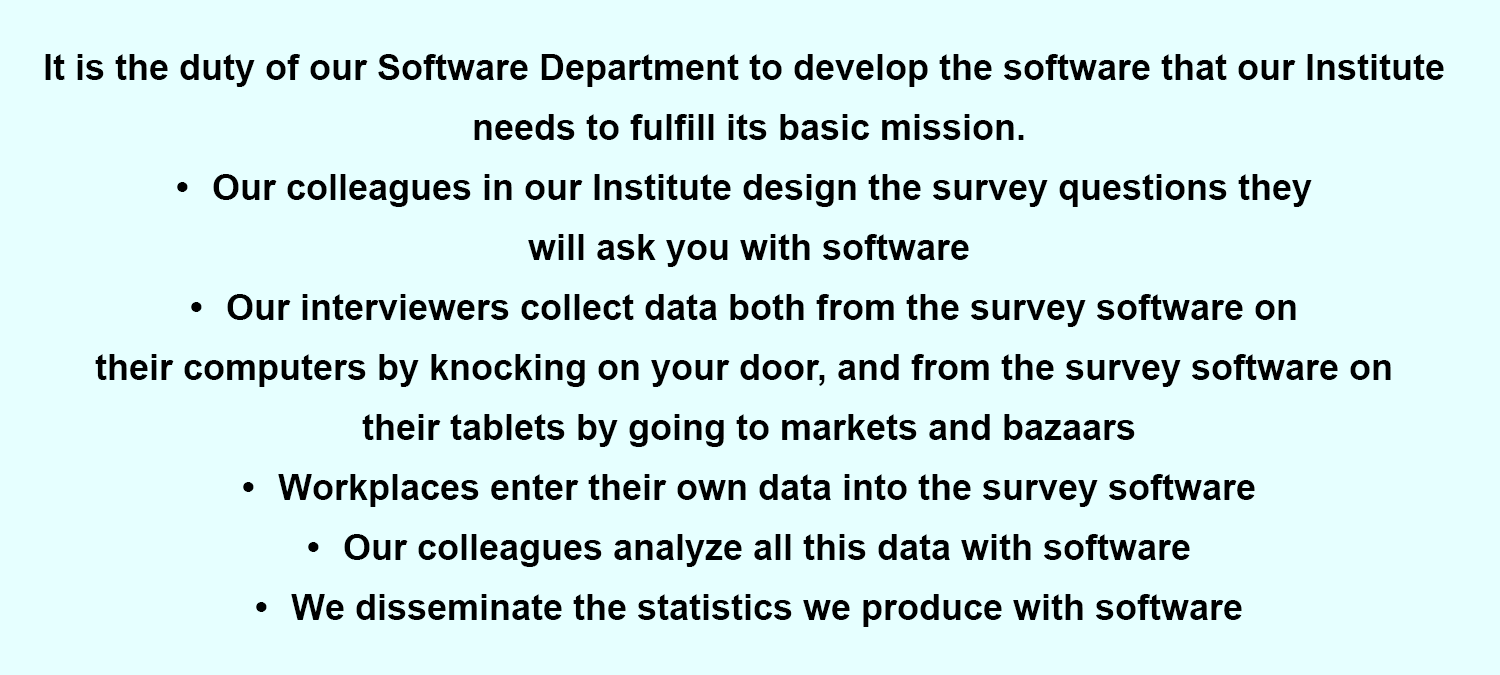 It is the duty of our Software Department to develop the software that our Institute
needs to fulfill its basic mission.
• Our colleagues in our Institute design the survey questions they
will ask you with software
• Our interviewers collect data both from the survey software on
their computers by knocking on your door, and from the survey software on
their tablets by going to markets and bazaars
• Workplaces enter their own data into the survey software
• Our colleagues analyze all this data with software
• We disseminate the statistics we produce with software